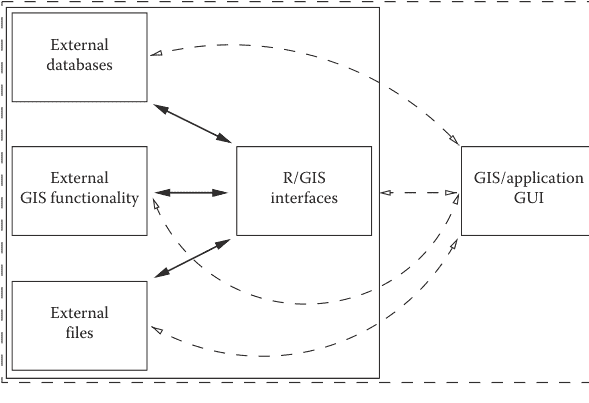 External
databases
External
GIS functionality
R/GIS
interfaces
GIS/application
GUI
External
files